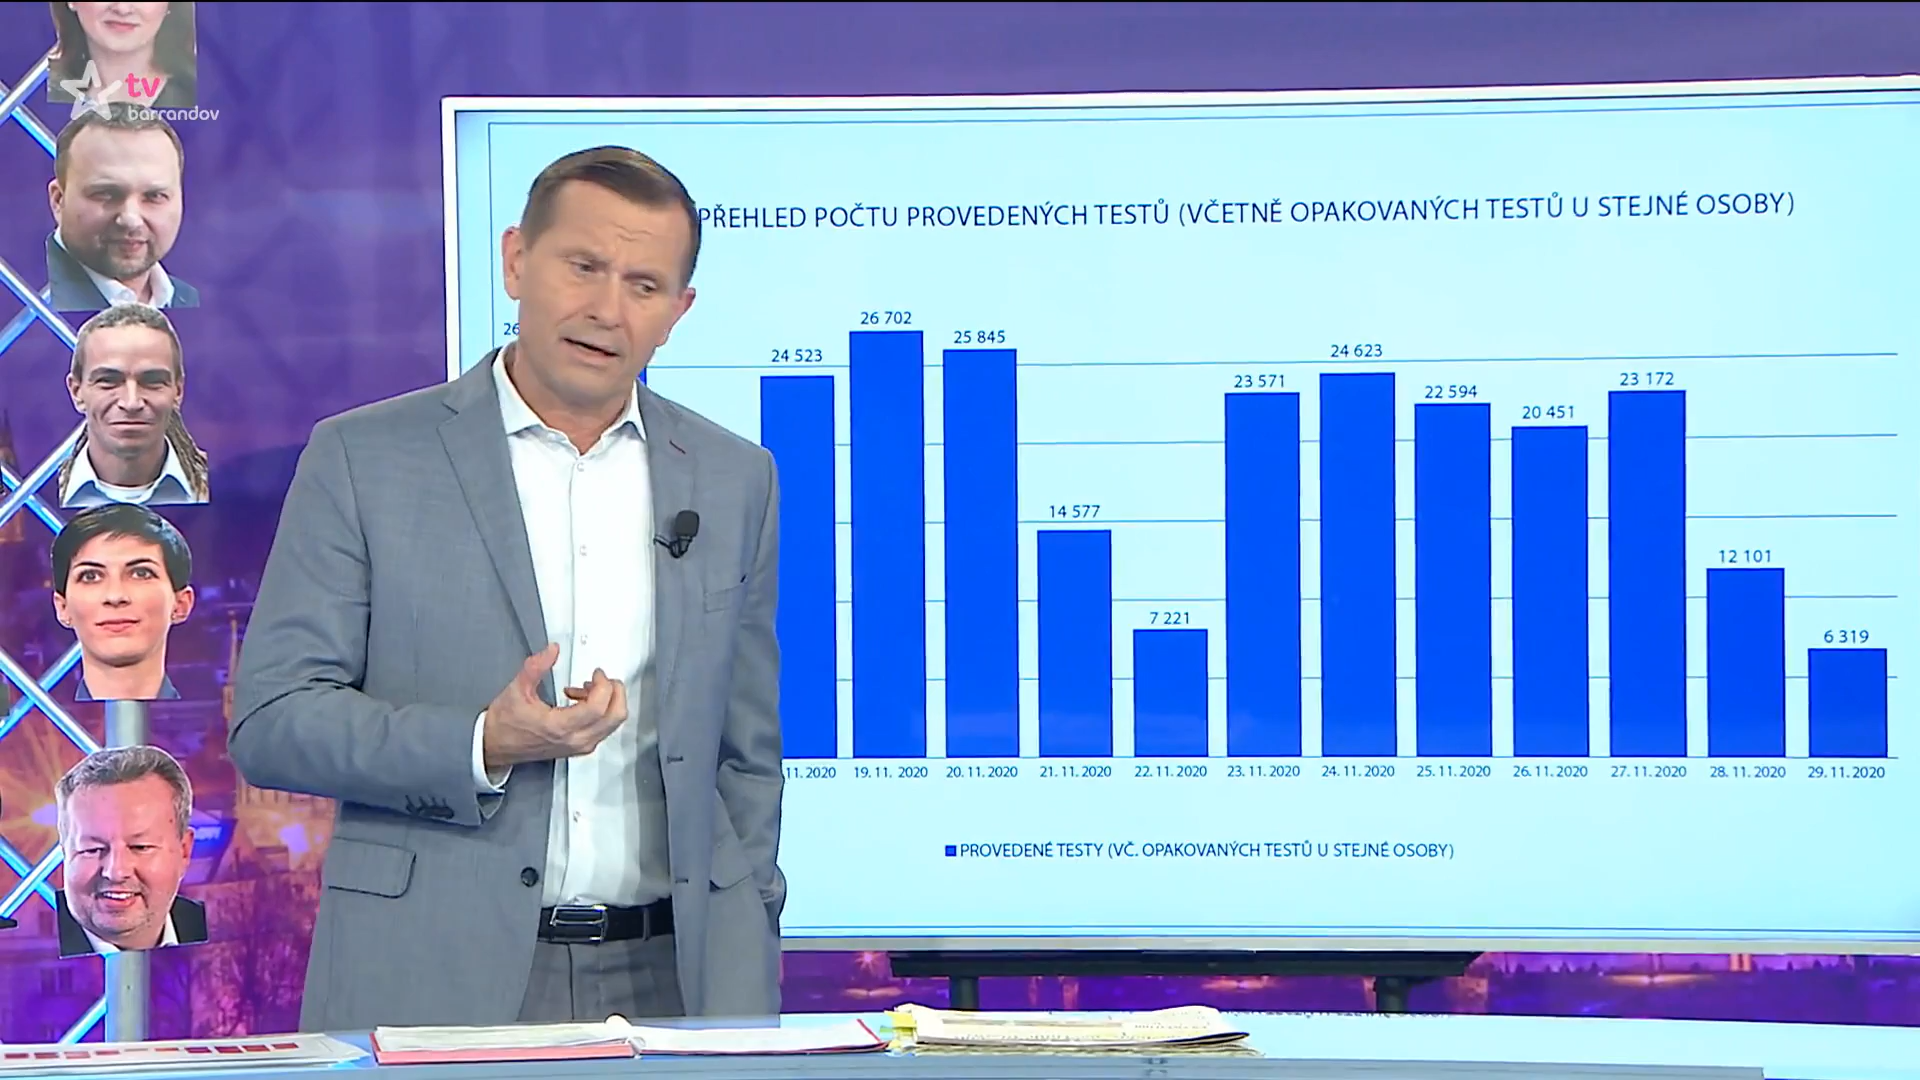 tv
barrandov
PŘEHLED POČTU PROVEDENÝCH TESTŮ (VČETNĚ OPAKOVANÝCH TESTŮ U STEJNÉ OSOBY)
26
24 523
26 702
25 845
14 577
7 221
23 571
24 623
22 594
20 451
23 172
12 101
6 319
11. 2020
19. 11. 2020
20. 11. 2020
21. 11. 2020
22. 11. 2020
23. 11. 2020
24. 11. 2020
25. 11. 2020
26. 11. 2020
27. 11. 2020
28. 11. 2020
29. 11. 2020
PROVEDENÉ TESTY (VČ. OPAKOVANÝCH TESTŮ U STEJNÉ OSOBY)